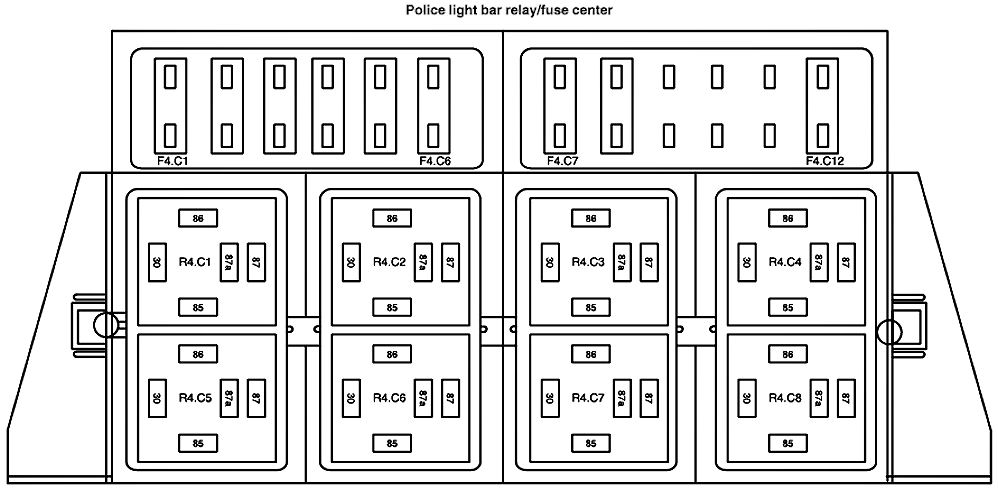 Police light bar relay/fuse center
F4.C1 F4.C6 F4.C7 F4.C12
86 86 86 86
30 R4.C1 87a 87 30 R4.C2 87a 87 30 R4.C3 87a 87 30 R4.C4 87a 87
85 85 85 85
86 86 86 86
30 R4.C5 87a 87 30 R4.C6 87a 87 30 R4.C7 87a 87 30 R4.C8 87a 87
85 85 85 85